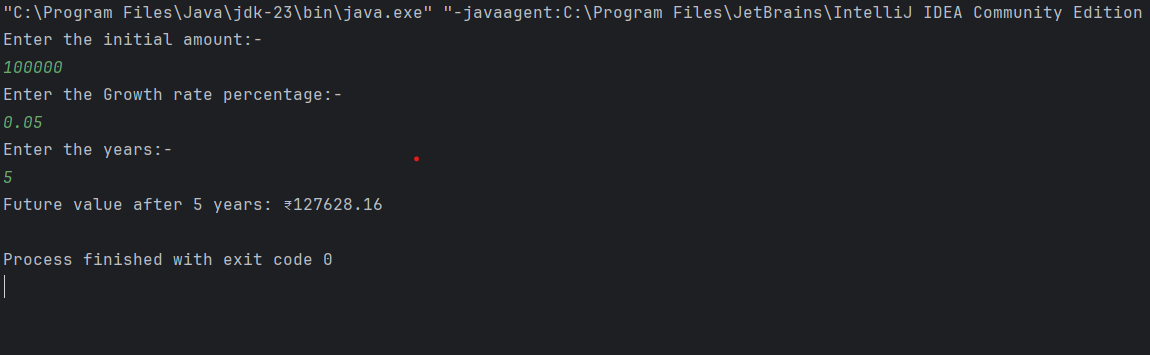 "C:\Program Files\Java\jdk-23\bin\java.exe" "-javaagent:C:\Program Files\JetBrains\IntelliJ IDEA Community Edition
Enter the initial amount:-
100000
Enter the Growth rate percentage:-
0.05
Enter the years:-
5
Future value after 5 years: ₹127628.16
Process finished with exit code 0